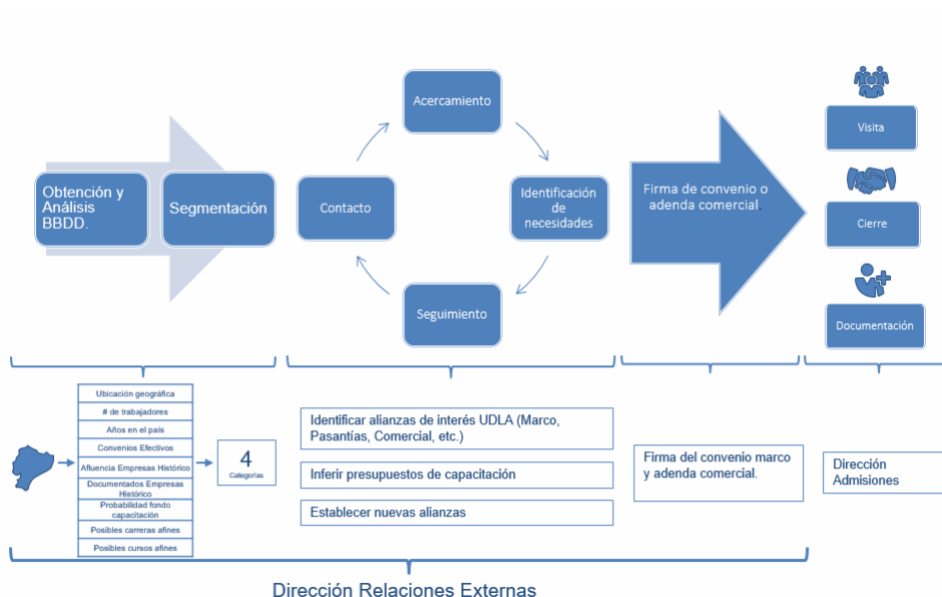 Acercamiento
Visita
Obtención y
Análisis
BBDD.
Segmentación
Contacto
Identificación
de
necesidades
Firma de convenio o
adenda comercial.
Cierre
Seguimiento
Documentación
Ubicación geográfica
# de trabajadores
Años en el país
Convenios Efectivos
Afluencia Empresas Histórico
Documentados Empresas
Histórico
Probabilidad fondo
capacitación
Posibles carreras afines
Posibles cursos afines
4
Categorías
Identificar alianzas de interés UDLA (Marco,
Pasantías, Comercial, etc.)
Inferir presupuestos de capacitación
Establecer nuevas alianzas
Firma del convenio marco
y adenda comercial.
Dirección
Admisiones
Dirección Relaciones Externas